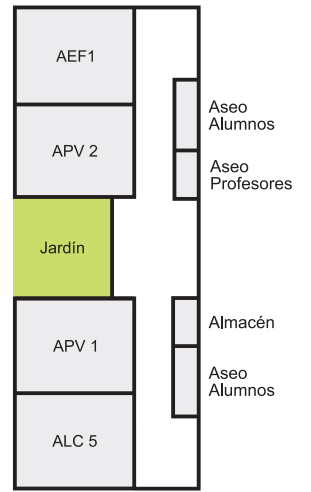 AEF1
Aseo
Alumnos
APV 2
Aseo
Profesores
Jardín
Almacén
APV 1
Aseo
Alumnos
ALC 5